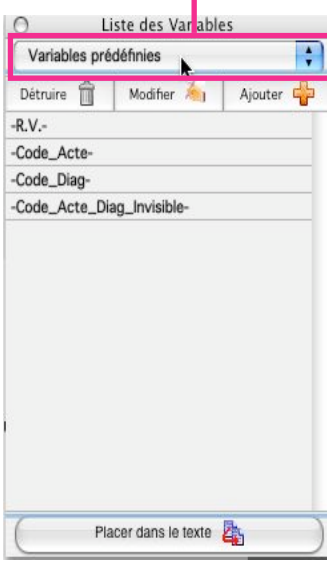 Liste des Variables
Variables prédéfinies
Détruire Modifier Ajouter
-R.V.-
-Code_Acte-
-Code_Diag-
-Code_Acte_Diag_Invisible-
Placer dans le texte